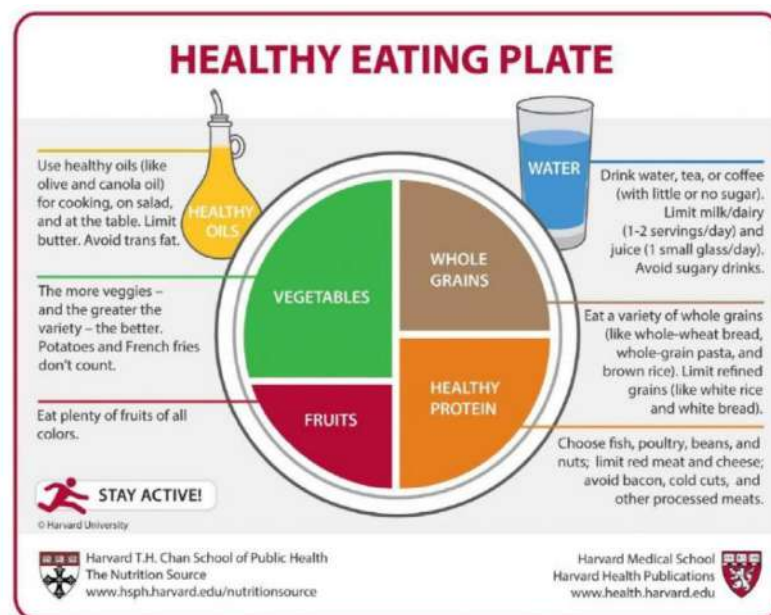 HEALTHY EATING PLATE
Use healthy oils (like
olive and canola oil)
for cooking, on salad,
and at the table. Limit
butter. Avoid trans fat.
HEALTHY
OILS
The more veggies –
and the greater the
variety – the better.
Potatoes and French fries
don't count.
Eat plenty of fruits of all
colors.
VEGETABLES
FRUITS
WHOLE
GRAINS
HEALTHY
PROTEIN
WATER
Drink water, tea, or coffee
(with little or no sugar).
Limit milk/dairy
(1-2 servings/day) and
juice (1 small glass/day).
Avoid sugary drinks.
Eat a variety of whole grains
(like whole-wheat bread,
whole-grain pasta, and
brown rice). Limit refined
grains (like white rice
and white bread).
Choose fish, poultry, beans, and
nuts; limit red meat and cheese;
avoid bacon, cold cuts, and
other processed meats.
STAY ACTIVE!
© Harvard University
Harvard T.H. Chan School of Public Health
The Nutrition Source
www.hsph.harvard.edu/nutritionsource
Harvard Medical School
Harvard Health Publications
www.health.harvard.edu